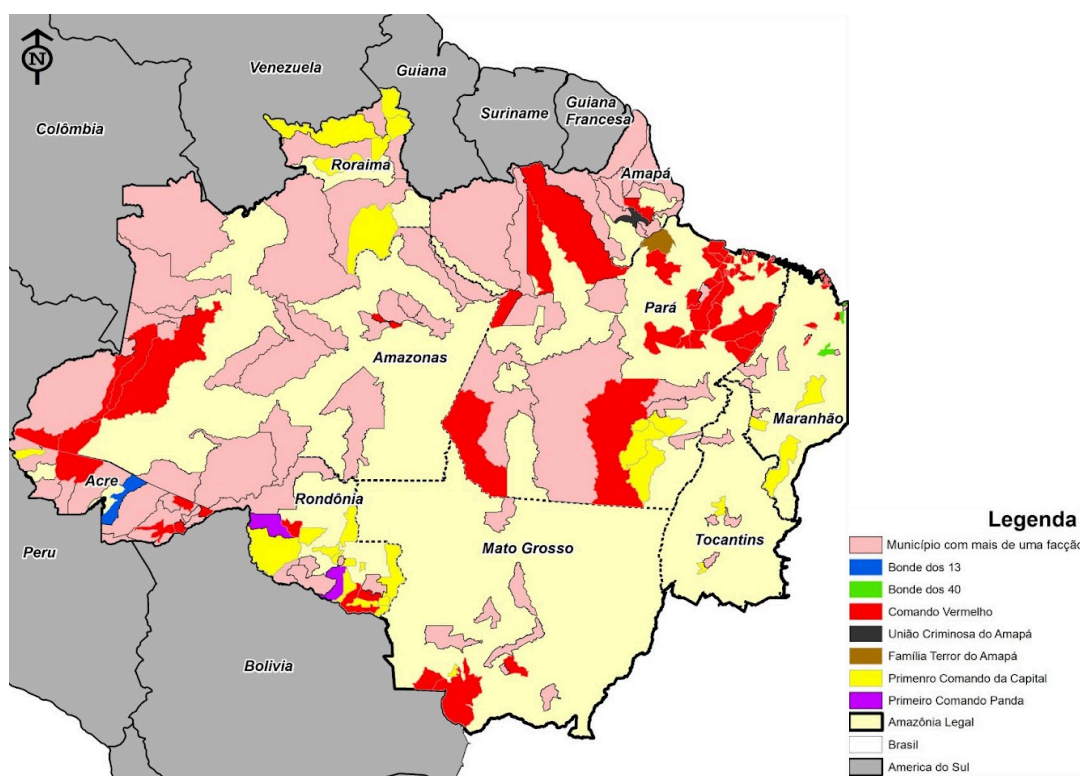 N
Venezuela
Guiana
Suriname
Guiana
Francesa
Colômbia
Roraima
Amapá
Pará
Amazonas
Maranhão
Acre
Rondônia
Tocantins
Mato Grosso
Peru
Bolivia
Legenda
Município com mais de uma facção
Bonde dos 13
Bonde dos 40
Comando Vermelho
União Criminosa do Amapá
Família Terror do Amapá
Primenro Comando da Capital
Primeiro Comando Panda
Amazônia Legal
Brasil
America do Sul